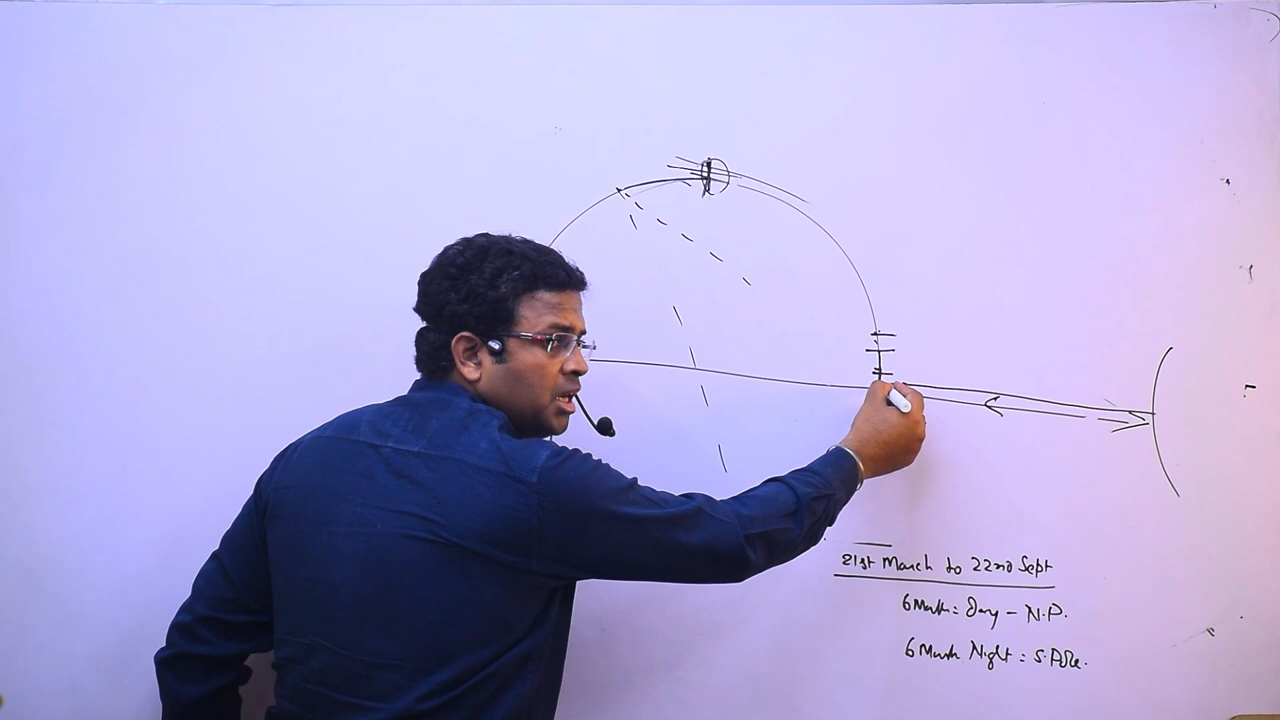 21st March to 22nd Sept
6 Month = Day - N.P.
6 Month Night = S.Pole.